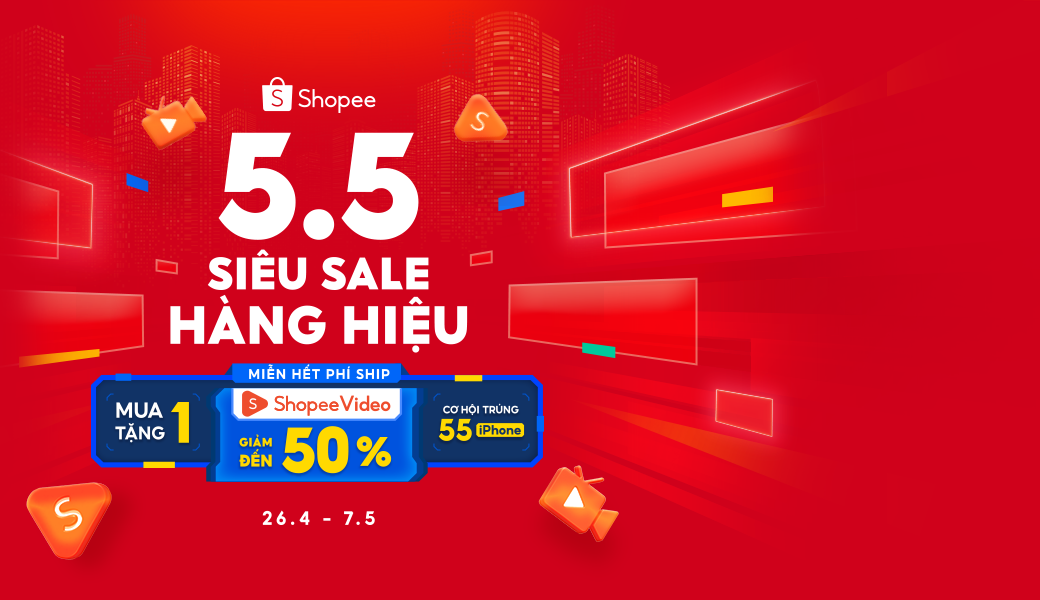 Shopee
5.5
SIÊU SALE
HÀNG HIỆU
MIỄN HẾT PHÍ SHIP
MUA 1
TẶNG
ShopeeVideo
GIẢM
ĐẾN
50%
CƠ HỘI TRÚNG
55 iPhone
26.4 - 7.5